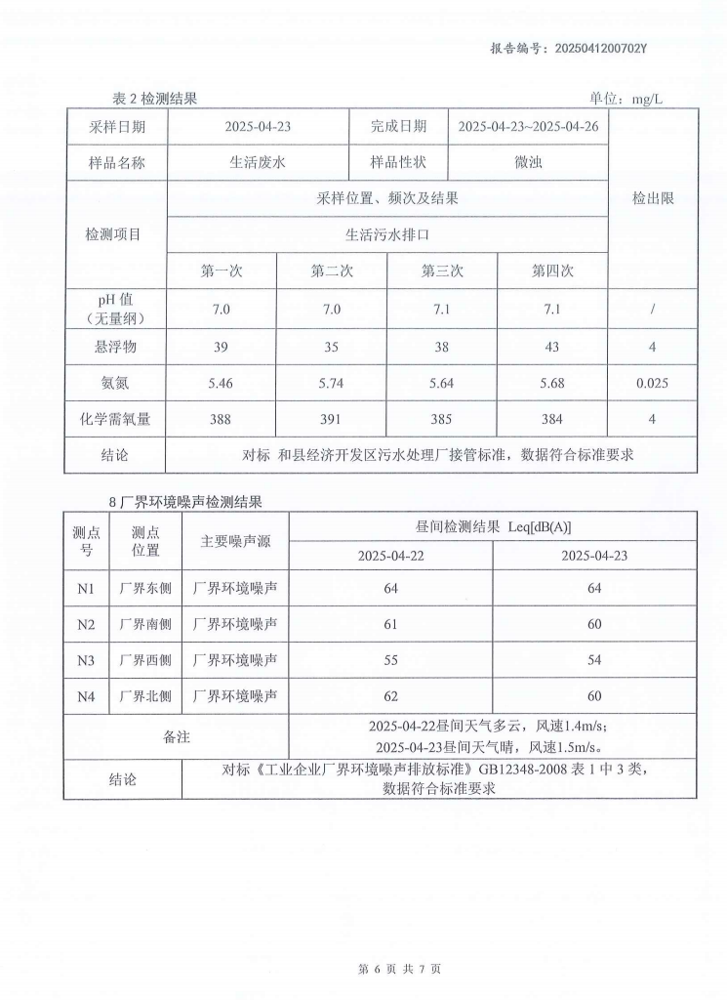 报告编号：2025041200702Y
表 2 检测结果 单位：mg/L
采样日期 2025-04-23 完成日期 2025-04-23~2025-04-26 检出限
样品名称 生活废水 样品性状 微浊
检测项目 采样位置、频次及结果
生活污水排口
第一次 第二次 第三次 第四次
pH 值
（无量纲） 7.0 7.0 7.1 7.1 /
悬浮物 39 35 38 43 4
氨氮 5.46 5.74 5.64 5.68 0.025
化学需氧量 388 391 385 384 4
结论 对标 和县经济开发区污水处理厂接管标准，数据符合标准要求
8 厂界环境噪声检测结果
测点
号
测点
位置
主要噪声源
昼间检测结果 Leq[dB(A)]
2025-04-22 2025-04-23
N1 厂界东侧 厂界环境噪声 64 64
N2 厂界南侧 厂界环境噪声 61 60
N3 厂界西侧 厂界环境噪声 55 54
N4 厂界北侧 厂界环境噪声 62 60
备注
2025-04-22昼间天气多云，风速1.4m/s；
2025-04-23昼间天气晴，风速1.5m/s。
结论
对标《工业企业厂界环境噪声排放标准》GB12348-2008 表 1 中 3 类，
数据符合标准要求
第 6 页 共 7 页